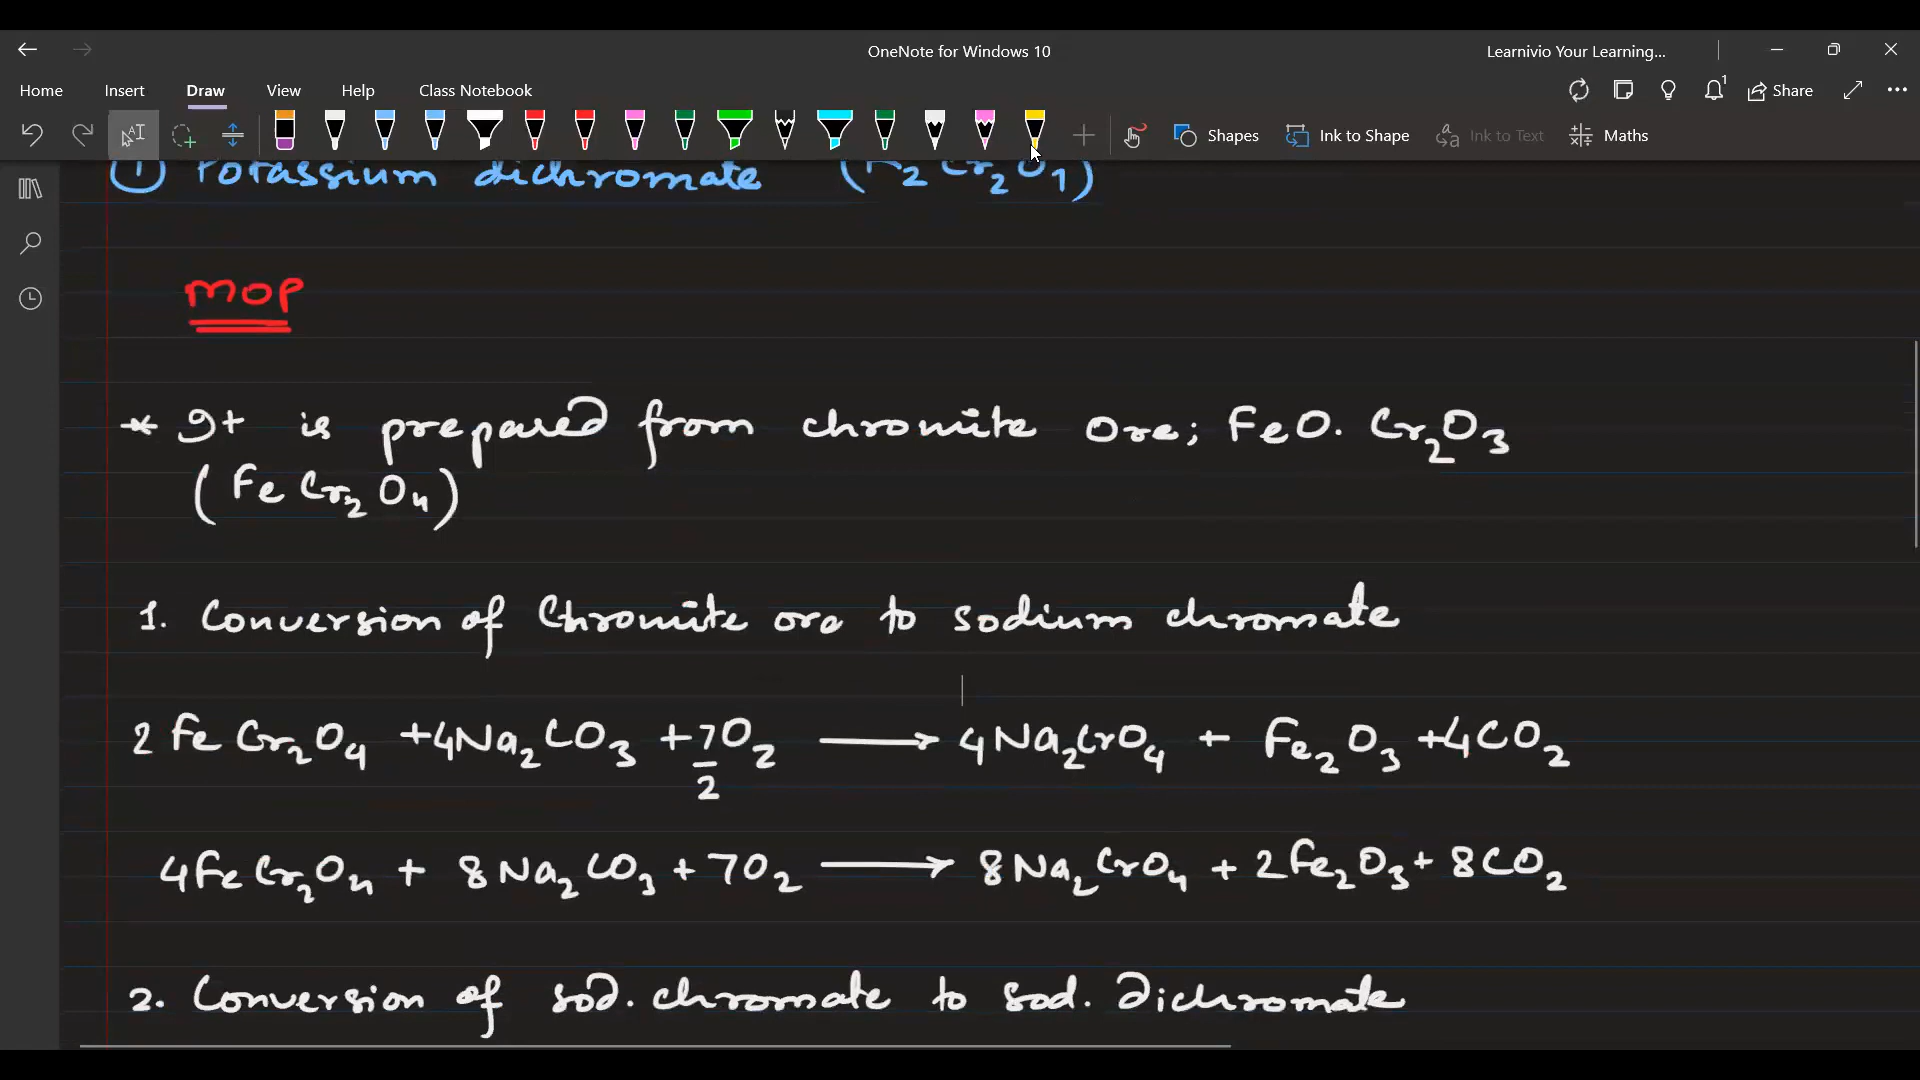 OneNote for Windows 10
Learnivio Your Learning...
Home Insert Draw View Help Class Notebook
1
Share
Shapes Ink to Shape Ink to Text Maths
① Potassium dichromate (K₂Cr₂O₇)
MOP
* It is prepared from chromite ore; FeO. Cr₂O₃
(FeCr₂O₄)
1. Conversion of Chromite ore to sodium chromate
2FeCr₂O₄ + 4Na₂CO₃ + 7/2 O₂ ⟶ 4Na₂CrO₄ + Fe₂O₃ + 4CO₂
4FeCr₂O₄ + 8Na₂CO₃ + 7O₂ ⟶ 8Na₂CrO₄ + 2Fe₂O₃ + 8CO₂
2. Conversion of sod. chromate to sod. dichromate